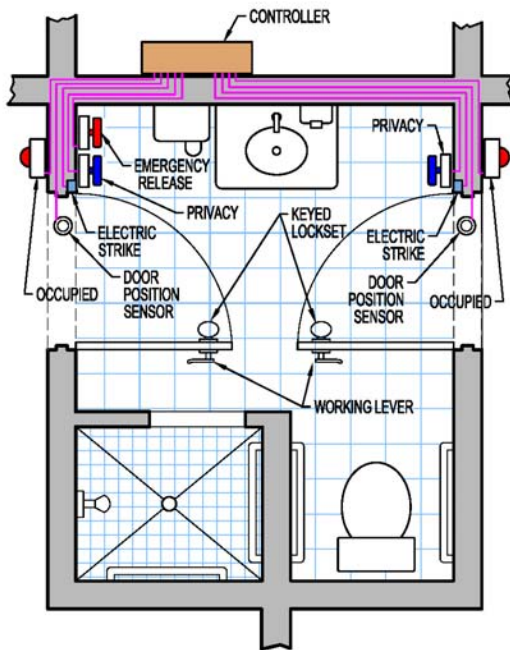 CONTROLLER
PRIVACY
EMERGENCY
RELEASE
PRIVACY
KEYED
LOCKSET
ELECTRIC
STRIKE
ELECTRIC
STRIKE
DOOR
POSITION
SENSOR
DOOR
POSITION
SENSOR
OCCUPIED
OCCUPIED
WORKING LEVER